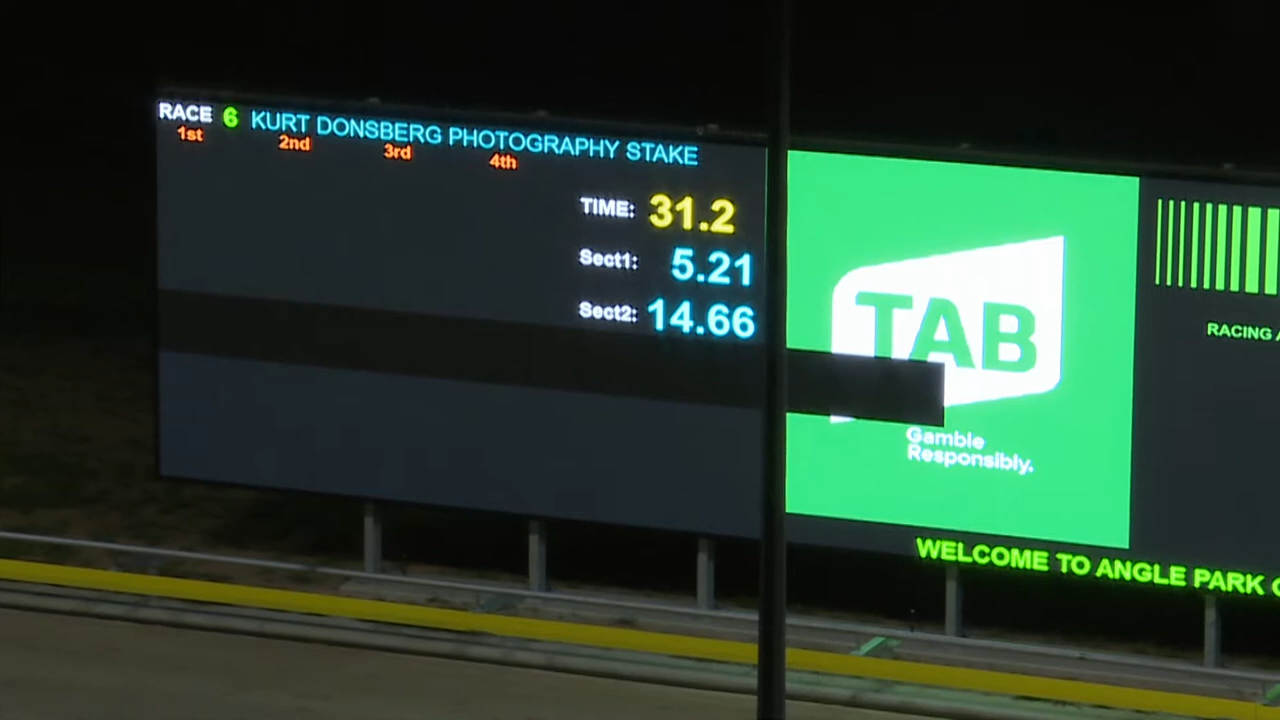 RACE 6 KURT DONSBERG PHOTOGRAPHY STAKE
1st 2nd 3rd 4th
TIME: 31.2
Sect1: 5.21
Sect2: 14.66
TAB
Gamble
Responsibly.
RACING
WELCOME TO ANGLE PARK